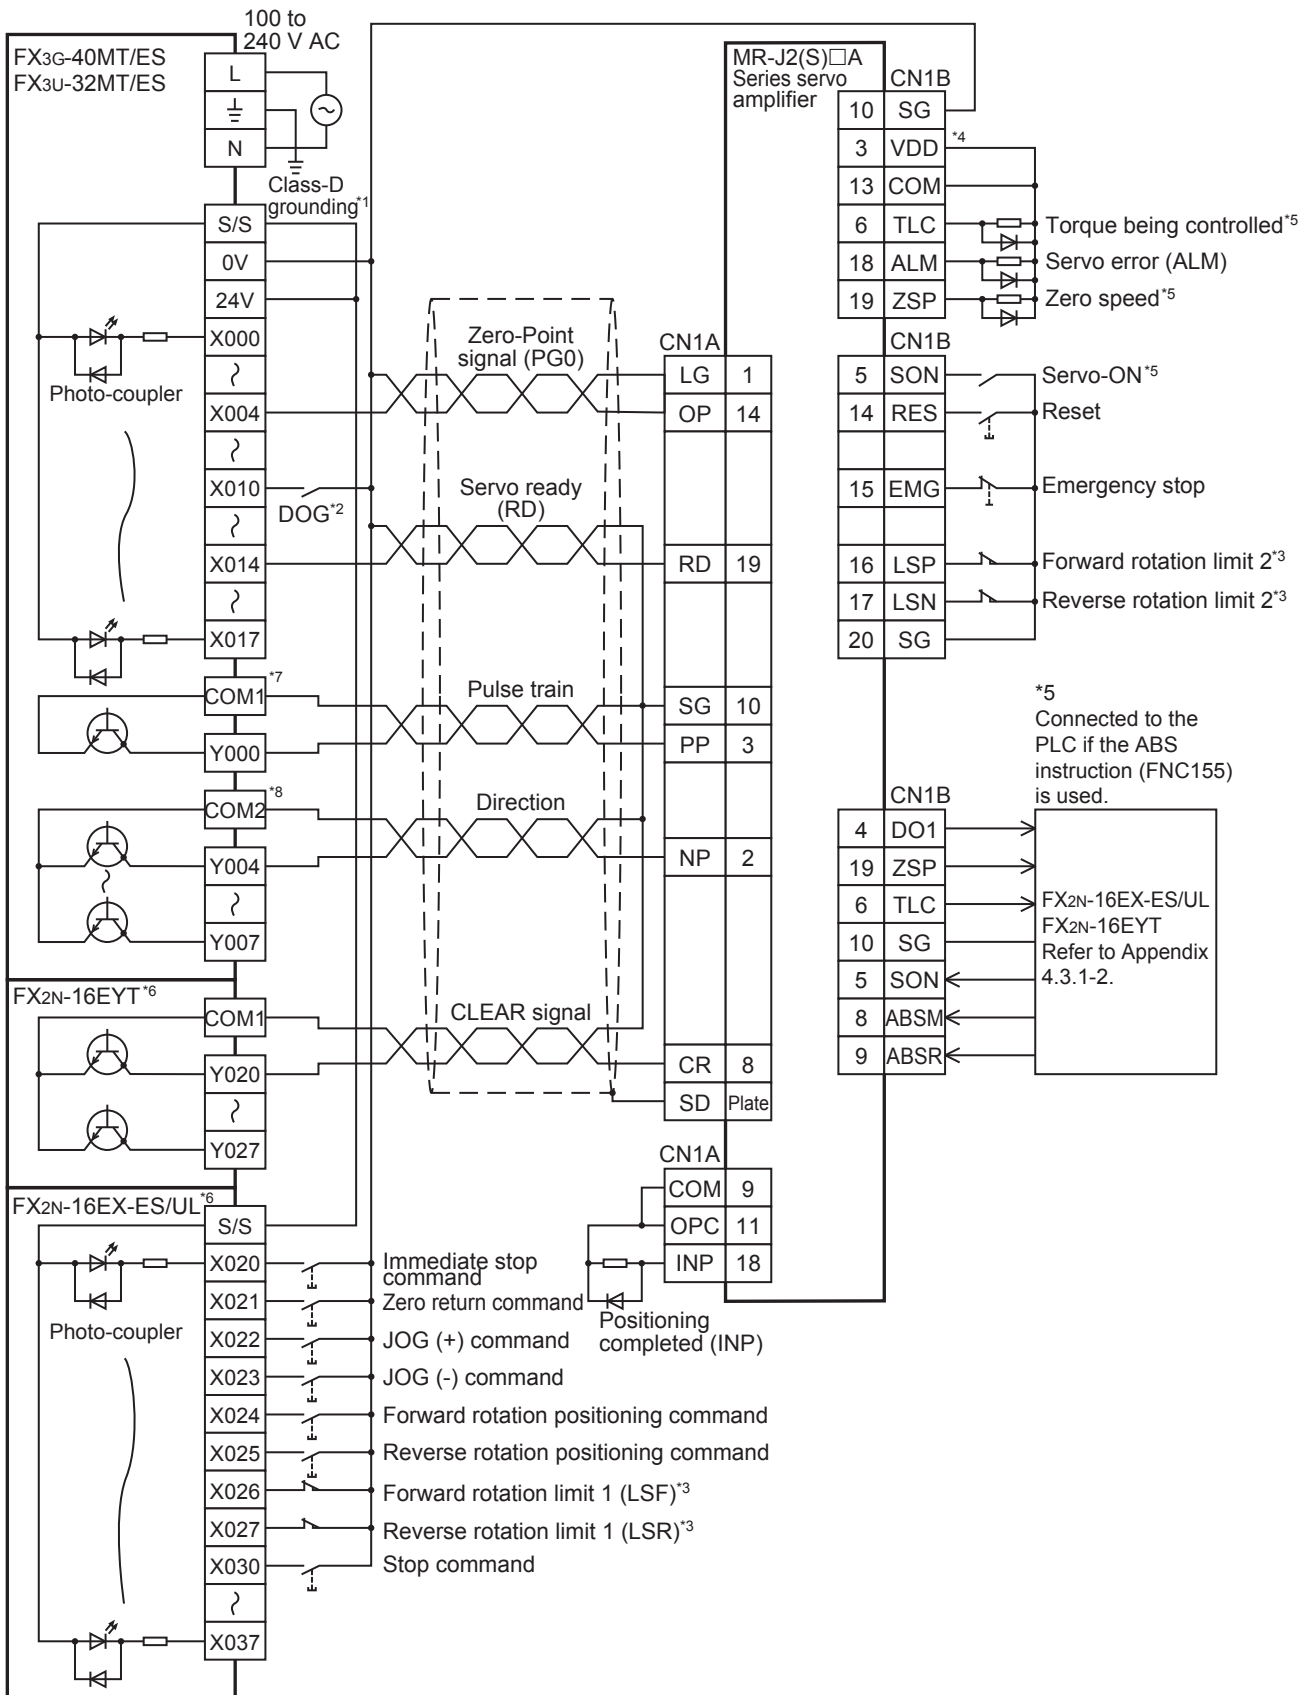 100 to
240 V AC
FX3G-40MT/ES
FX3U-32MT/ES
L
N
Class-D
grounding*1
S/S
0V
24V
X000
Photo-coupler
X004
X010
DOG*2
X014
X017
COM1
*7
Y000
COM2
*8
Y004
Y007
FX2N-16EYT*6
COM1
Y020
Y027
FX2N-16EX-ES/UL*6
S/S
X020
X021
Photo-coupler
X022
X023
X024
X025
X026
X027
X030
X037
Immediate stop
command
Zero return command
JOG (+) command
JOG (-) command
Forward rotation positioning command
Reverse rotation positioning command
Forward rotation limit 1 (LSF)*3
Reverse rotation limit 1 (LSR)*3
Stop command
Zero-Point
signal (PG0)
Servo ready
(RD)
Pulse train
Direction
CLEAR signal
CN1A
LG 1
OP 14
RD 19
SG 10
PP 3
NP 2
CR 8
SD Plate
CN1A
COM 9
OPC 11
INP 18
Positioning
completed (INP)
MR-J2(S)□A
Series servo
amplifier
CN1B
10 SG
3 VDD *4
13 COM
6 TLC Torque being controlled*5
18 ALM Servo error (ALM)
19 ZSP Zero speed*5
CN1B
5 SON Servo-ON*5
14 RES Reset
15 EMG Emergency stop
16 LSP Forward rotation limit 2*3
17 LSN Reverse rotation limit 2*3
20 SG
*5
Connected to the
PLC if the ABS
instruction (FNC155)
is used.
CN1B
4 DO1
19 ZSP
6 TLC
10 SG
5 SON
8 ABSM
9 ABSR
FX2N-16EX-ES/UL
FX2N-16EYT
Refer to Appendix
4.3.1-2.